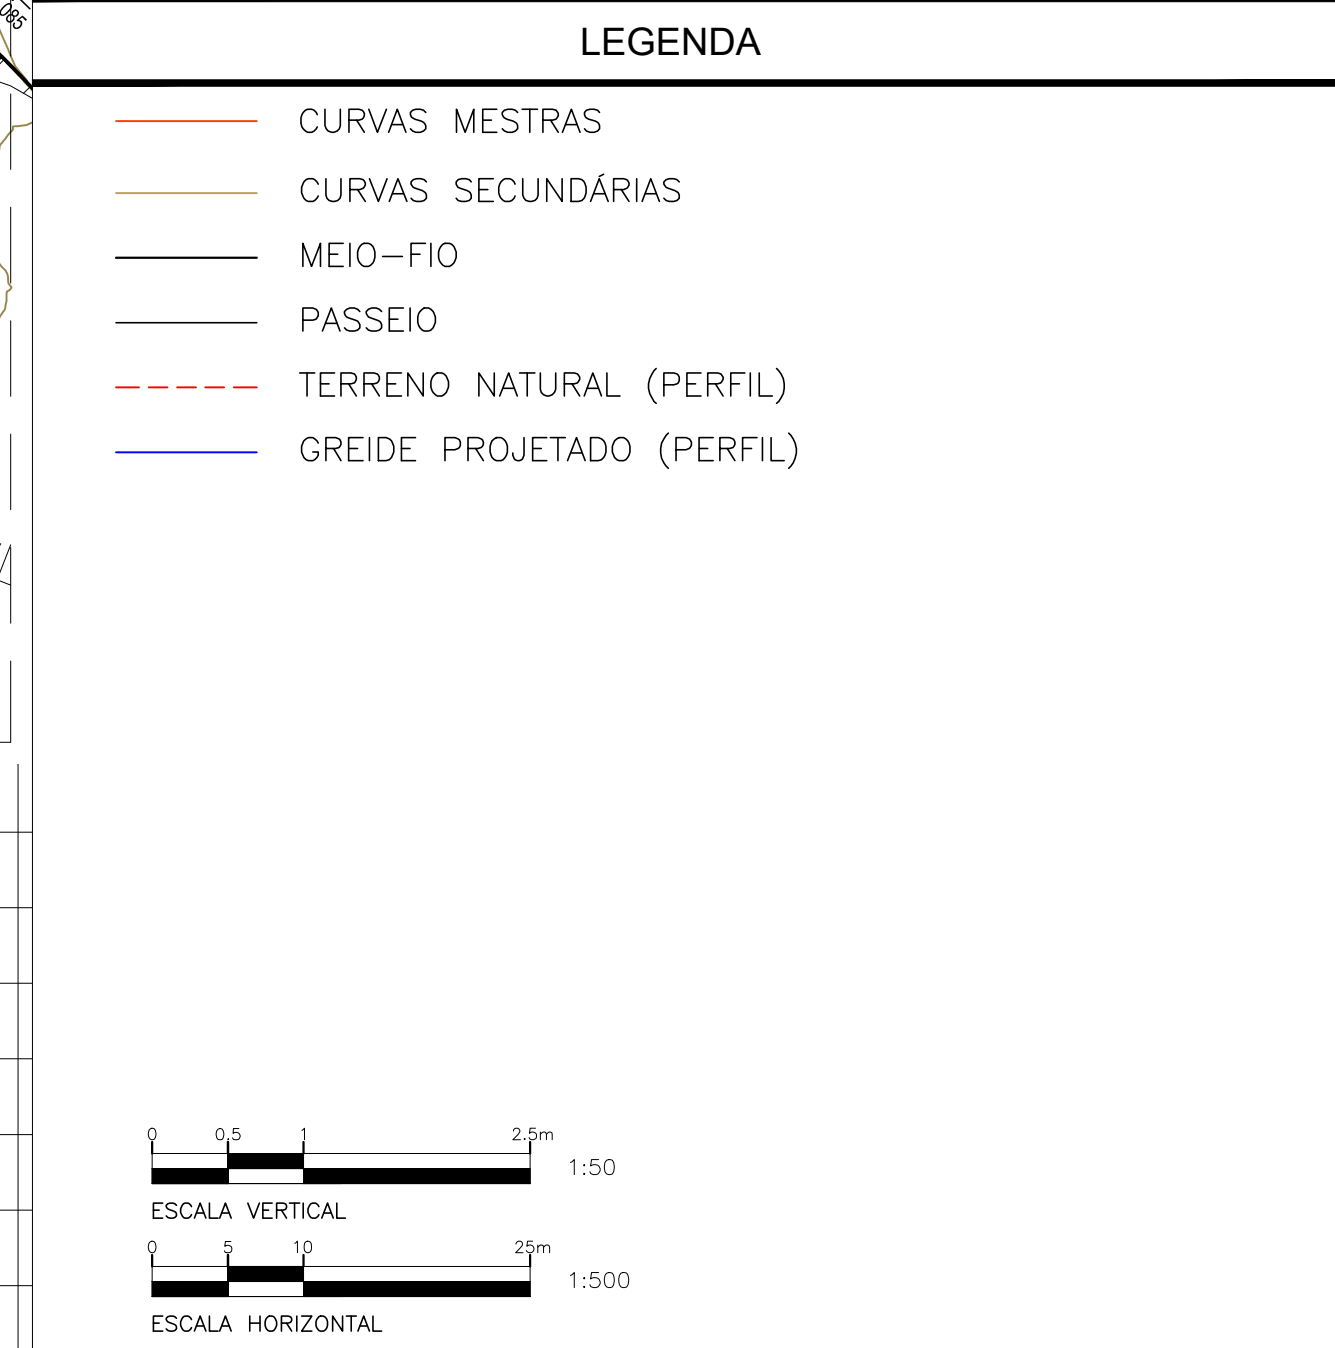 085
LEGENDA
CURVAS MESTRAS
CURVAS SECUNDÁRIAS
MEIO-FIO
PASSEIO
TERRENO NATURAL (PERFIL)
GREIDE PROJETADO (PERFIL)
0 0.5 1 2.5m
1:50
ESCALA VERTICAL
0 5 10 25m
1:500
ESCALA HORIZONTAL